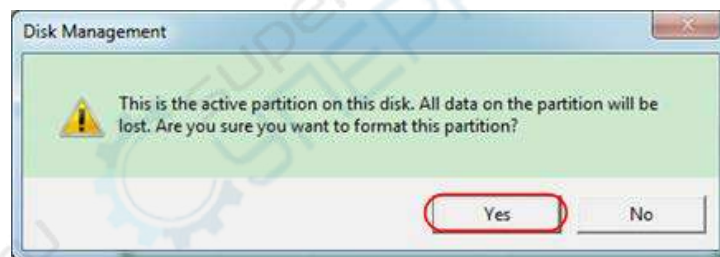 Disk Management
This is the active partition on this disk. All data on the partition will be
lost. Are you sure you want to format this partition?
Yes
No